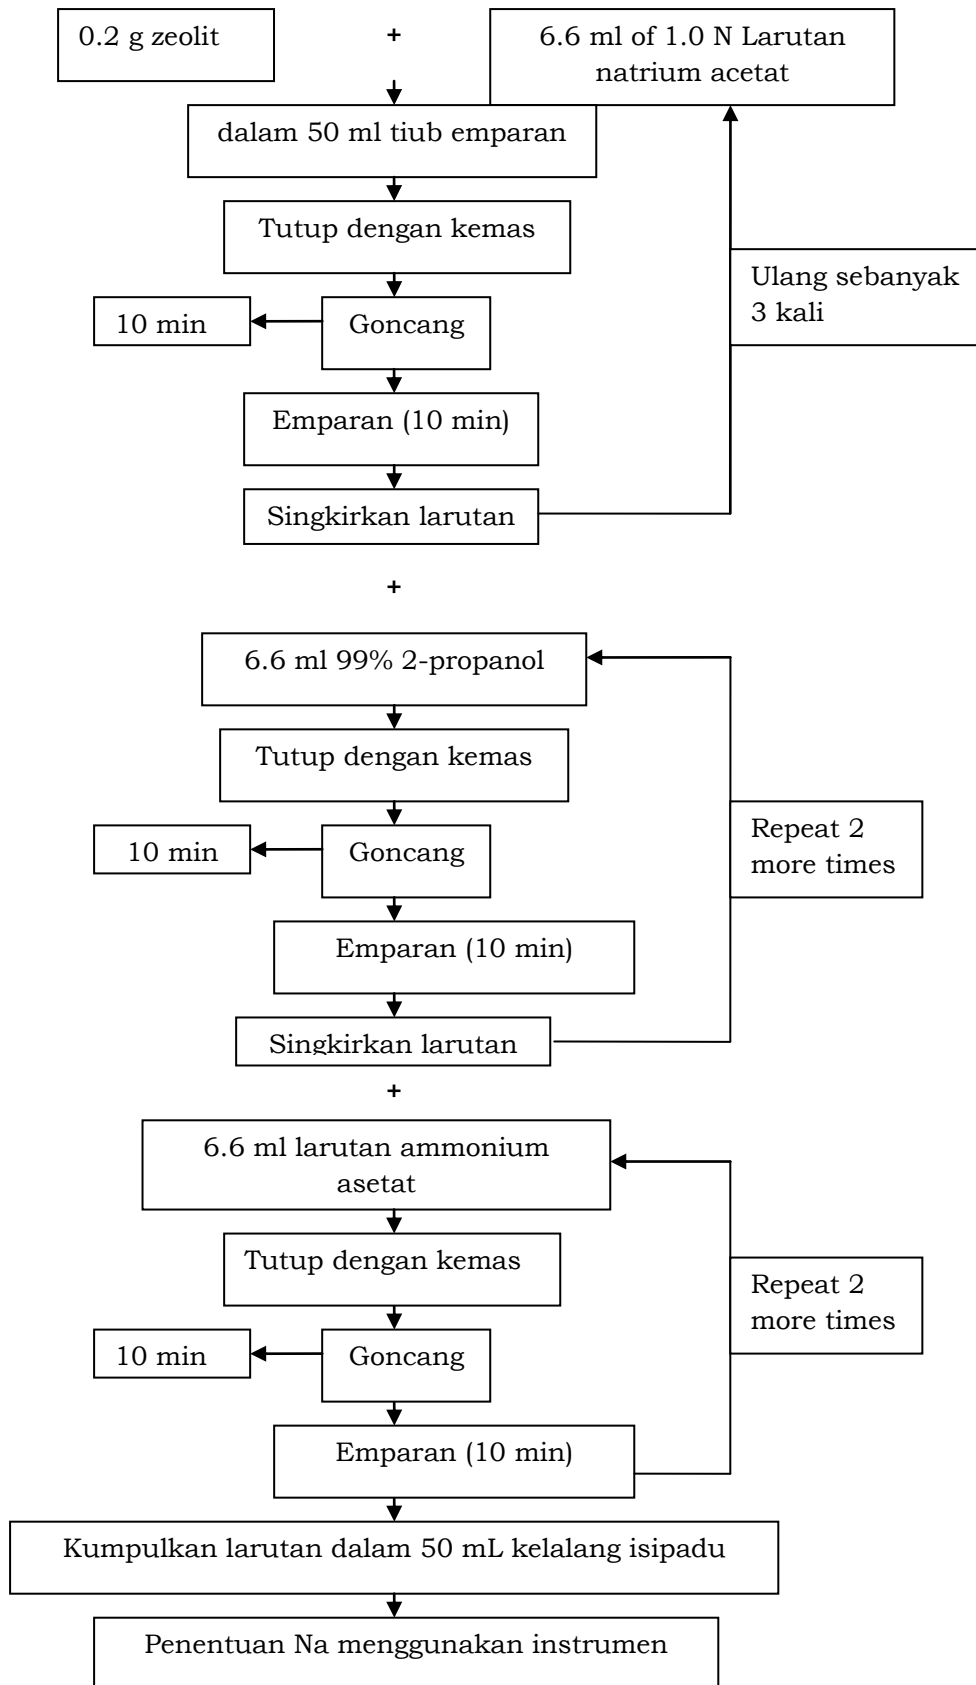 0.2 g zeolit
+
6.6 ml of 1.0 N Larutan
natrium acetat
dalam 50 ml tiub emparan
Tutup dengan kemas
10 min
Goncang
Ulang sebanyak
3 kali
Emparan (10 min)
Singkirkan larutan
+
6.6 ml 99% 2-propanol
Tutup dengan kemas
10 min
Goncang
Repeat 2
more times
Emparan (10 min)
Singkirkan larutan
+
6.6 ml larutan ammonium
asetat
Tutup dengan kemas
10 min
Goncang
Repeat 2
more times
Emparan (10 min)
Kumpulkan larutan dalam 50 mL kelalang isipadu
Penentuan Na menggunakan instrumen